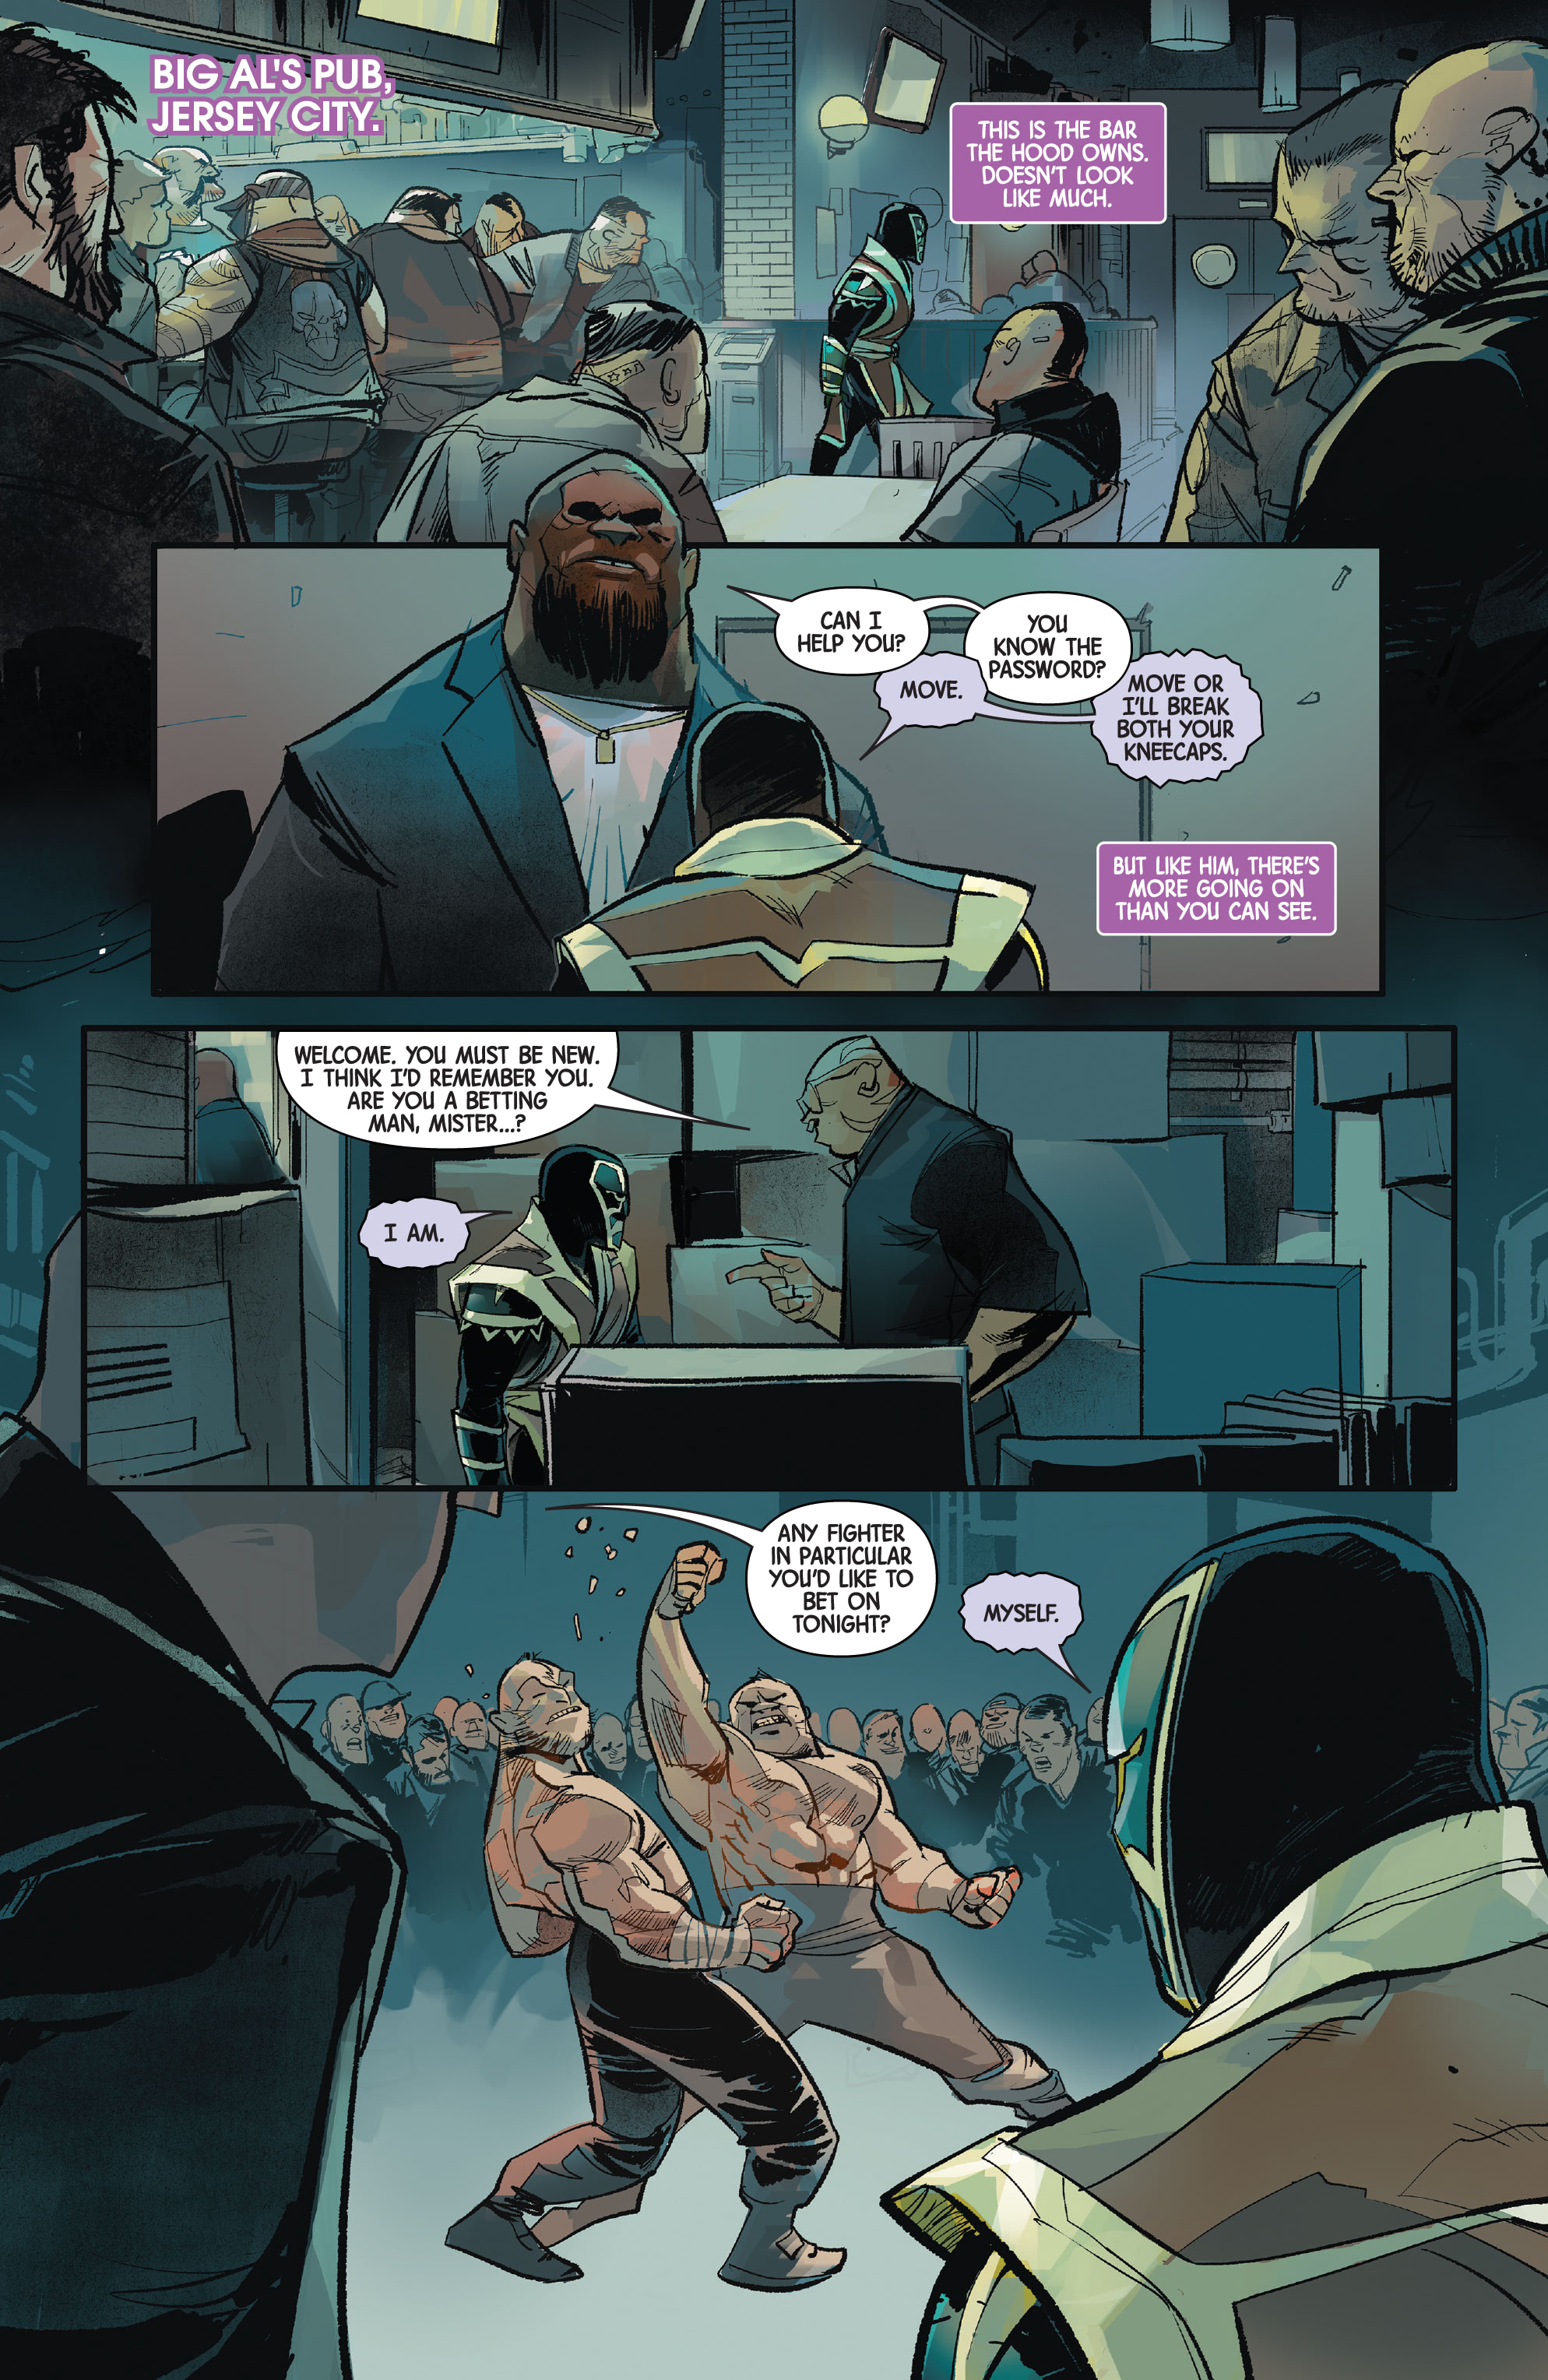 BIG AL'S PUB,
JERSEY CITY.
THIS IS THE BAR
THE HOOD OWNS.
DOESN'T LOOK
LIKE MUCH.
CAN I
HELP YOU?
YOU
KNOW THE
PASSWORD?
MOVE.
MOVE OR
I'LL BREAK
BOTH YOUR
KNEECAPS.
BUT LIKE HIM, THERE'S
MORE GOING ON
THAN YOU CAN SEE.
WELCOME. YOU MUST BE NEW.
I THINK I'D REMEMBER YOU.
ARE YOU A BETTING
MAN, MISTER...?
I AM.
ANY FIGHTER
IN PARTICULAR
YOU'D LIKE TO
BET ON
TONIGHT?
MYSELF.